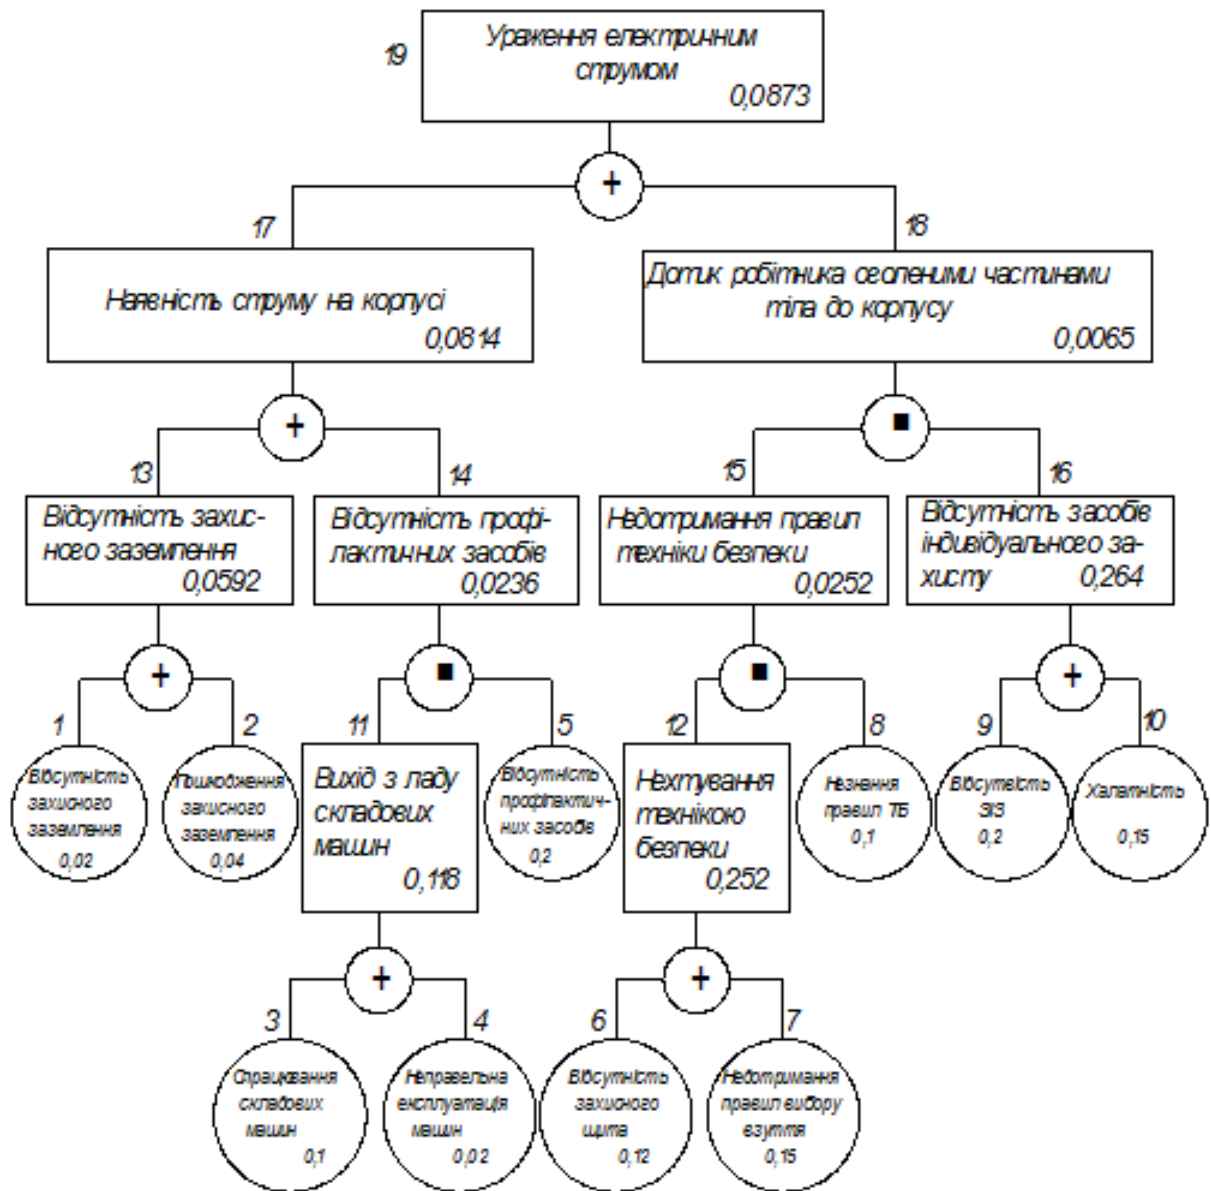 19
Ураження електричним
струмом
0,0873
+
17
18
Наявність струму на корпусі
0,0814
Дотик робітника оголеними частинами
тіла до корпусу
0,0065
+
13
14
15
16
Відсутність захис-
ного заземлення
0,0592
Відсутність профі-
лактичних засобів
0,0236
Недотримання правил
техніки безпеки
0,0252
Відсутність засобів
індивідуального за-
хисту 0,264
+
+
1
2
11
5
12
8
9
10
Відсутність
захисного
заземлення
0,02
Пошкодження
захисного
заземлення
0,04
Вихід з ладу
складових
машин
0,118
Відсутність
профілактич-
них засобів
0,2
Нехтування
технікою
безпеки
0,252
Незнання
правил ТБ
0,1
Відсутвість
ЗІЗ
0,2
Халатність
0,15
+
+
3
4
6
7
Спрацювання
складових
машин
0,1
Неправельна
експлуатація
машин
0,02
Відсутність
захисного
щита
0,12
Недотримання
правил вибору
взуття
0,15